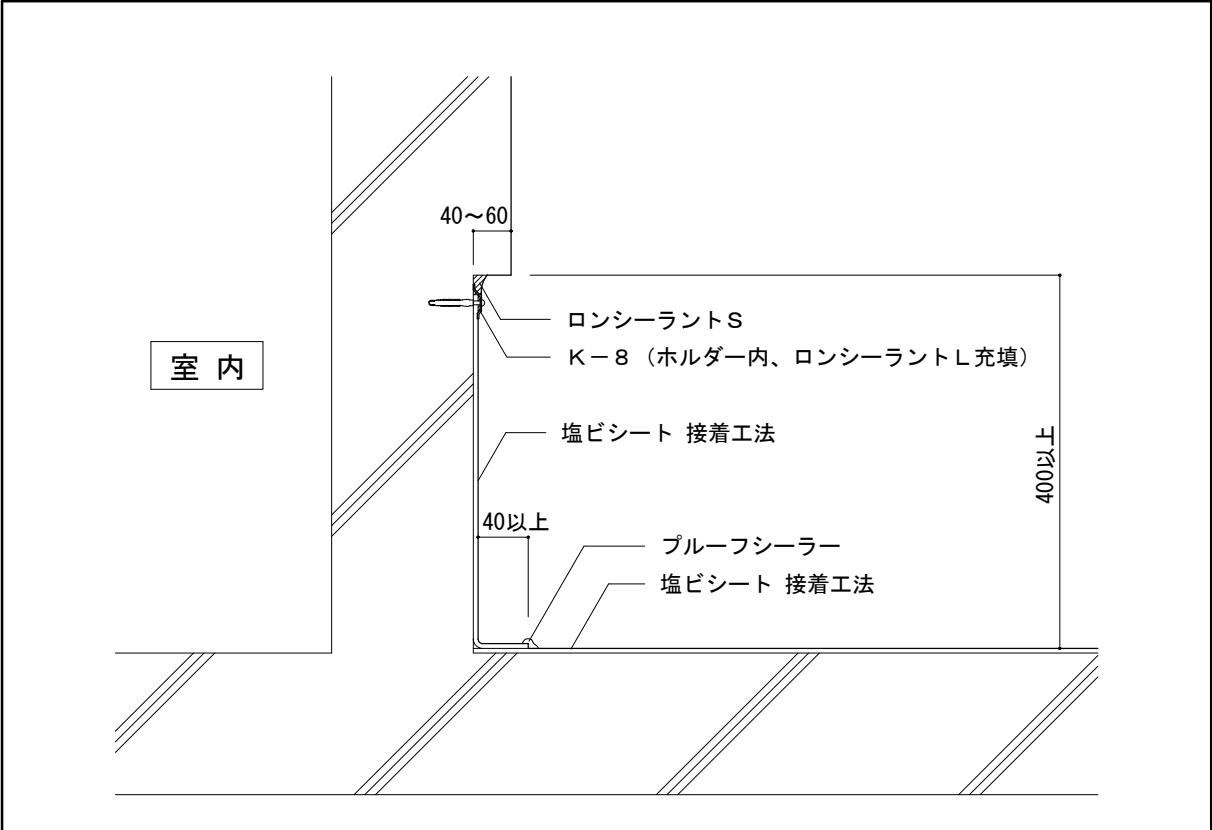 40～60
ロンシーラントＳ
Ｋ－８（ホルダー内、ロンシーラントＬ充填）
室 内
塩ビシート 接着工法
400以上
40以上
プルーフシーラー
塩ビシート 接着工法